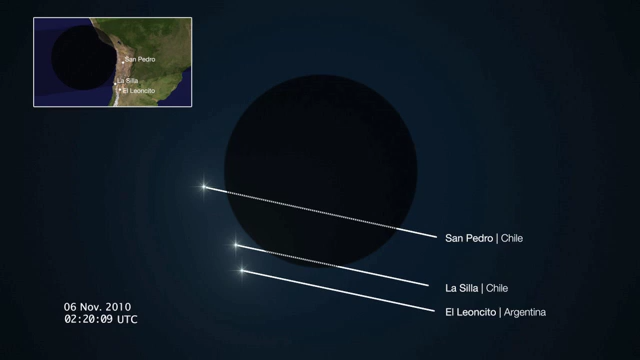 San Pedro
La Silla
El Leoncito
San Pedro | Chile
La Silla | Chile
El Leoncito | Argentina
06 Nov. 2010
02:20:09 UTC